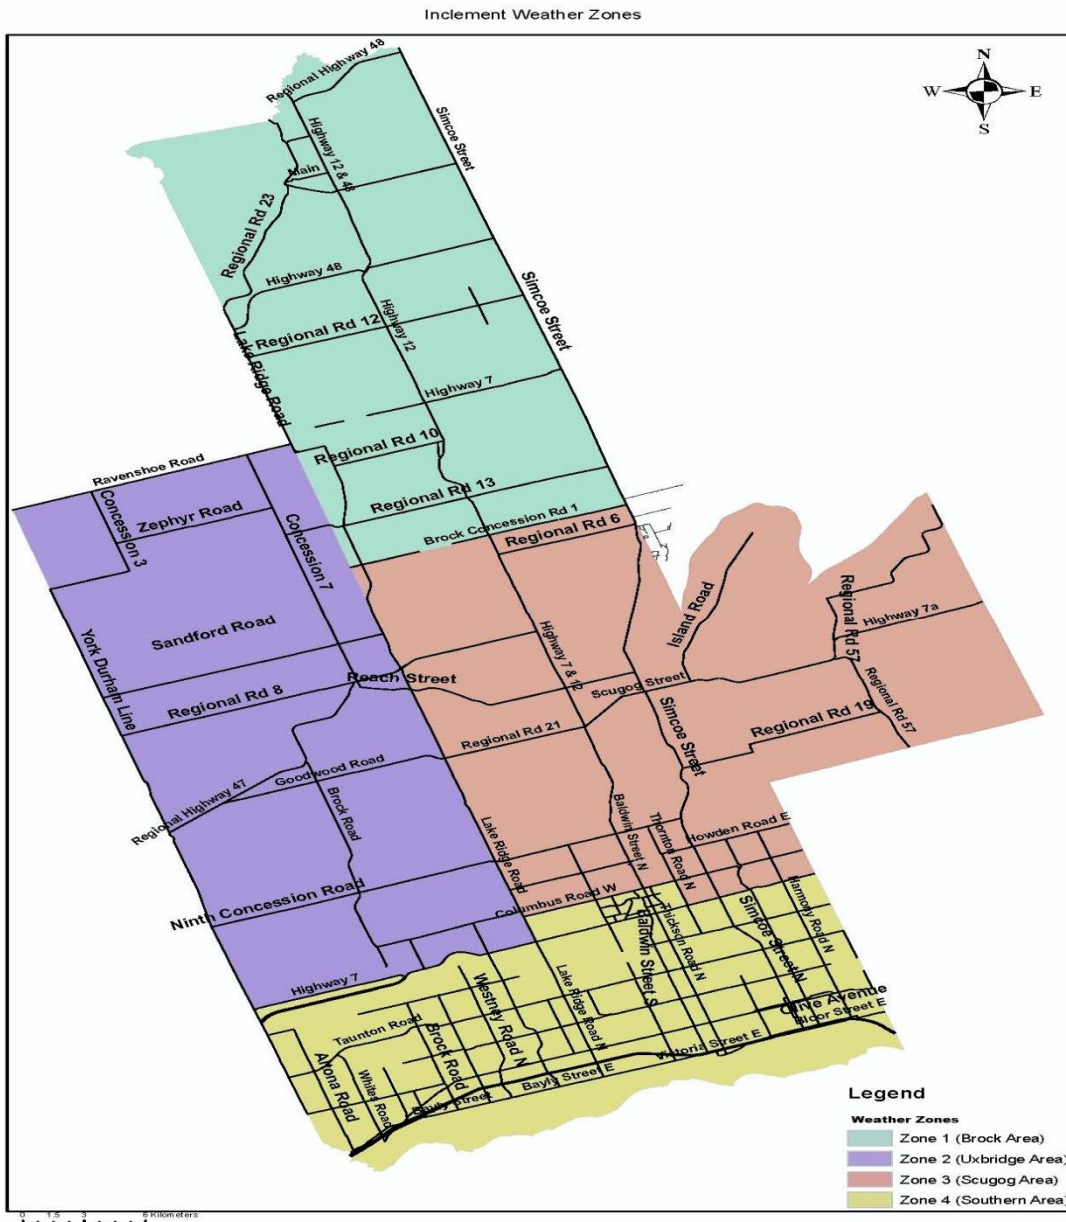 Inclement Weather Zones
N
W E
S
Regional Highway 48
Simcoe Street
Highway 12 & 48
Main
Regional Rd 23
Highway 48
Simcoe Street
Regional Rd 12
Highway 12
Lake Ridge Road
Highway 7
Regional Rd 10
Ravenshoe Road
Regional Rd 13
Concession 3
Zephyr Road
Concession 7
Brock Concession Rd 1
Regional Rd 6
Island Road
Regional Rd 57
Highway 7a
Sandford Road
York Durham Line
Highway 7 & 12
Reach Street
Scugog Street
Regional Rd 8
Regional Rd 57
Simcoe Street
Regional Rd 19
Regional Rd 21
Goodwood Road
Regional Highway 47
Brock Road
Lake Ridge Road
Baldwin Street N
Thornton Road N
Howden Road E
Ninth Concession Road
Columbus Road W
Harmony Road N
Simcoe Street N
Thickson Road N
Baldwin Street S
Highway 7
Westney Road N
Lake Ridge Road N
Olive Avenue
Bloor Street E
Taunton Road
Brock Road
Victoria Street E
Altona Road
Whites Road
Bayly Street E
Bayly Street
Legend
Weather Zones
Zone 1 (Brock Area)
Zone 2 (Uxbridge Area)
Zone 3 (Scugog Area)
Zone 4 (Southern Area)
0 1.5 3 6 Kilometers